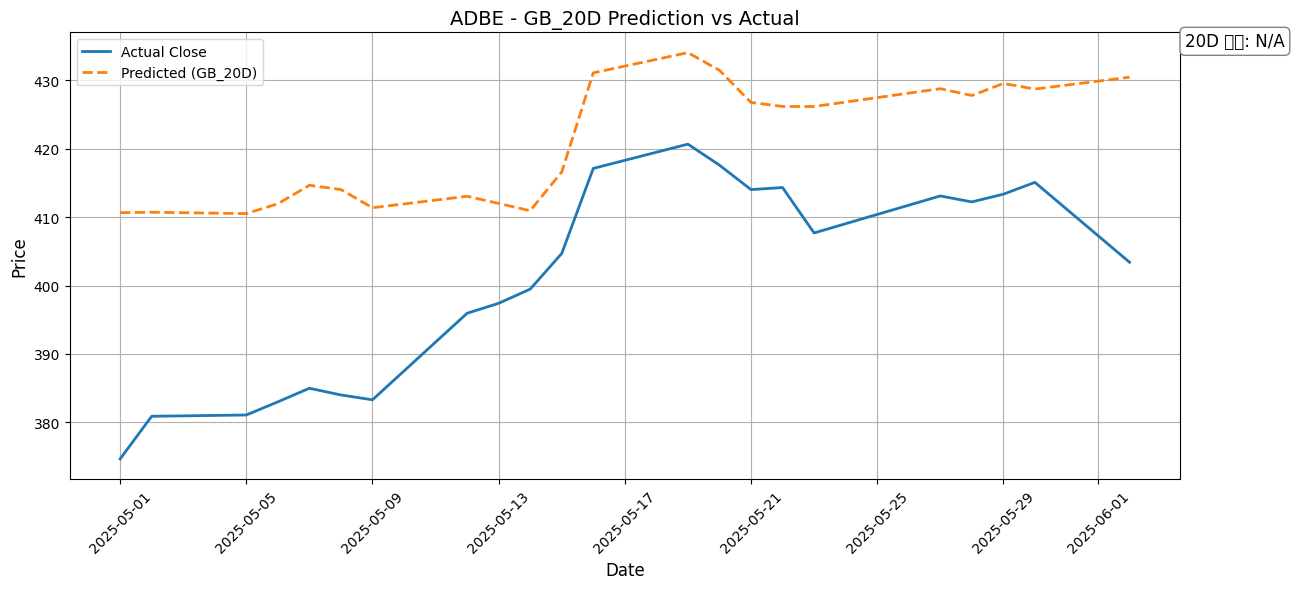 ADBE - GB_20D Prediction vs Actual
Actual Close
Predicted (GB_20D)
20D : N/A
430
420
410
400
390
380
Price
2025-05-01
2025-05-05
2025-05-09
2025-05-13
2025-05-17
2025-05-21
2025-05-25
2025-05-29
2025-06-01
Date